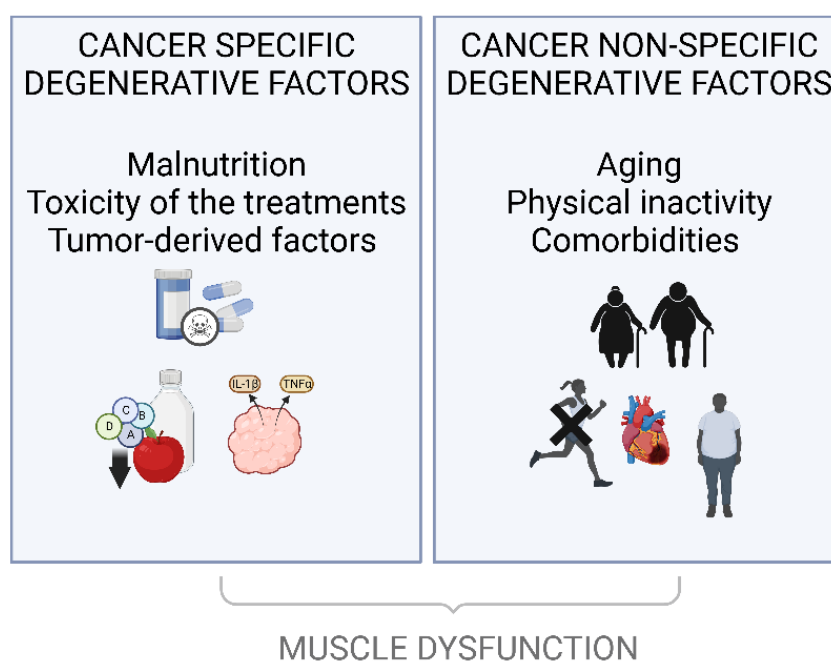 CANCER SPECIFIC
DEGENERATIVE FACTORS
Malnutrition
Toxicity of the treatments
Tumor-derived factors
IL-1β
TNFα
C
B
D
A
CANCER NON-SPECIFIC
DEGENERATIVE FACTORS
Aging
Physical inactivity
Comorbidities
MUSCLE DYSFUNCTION